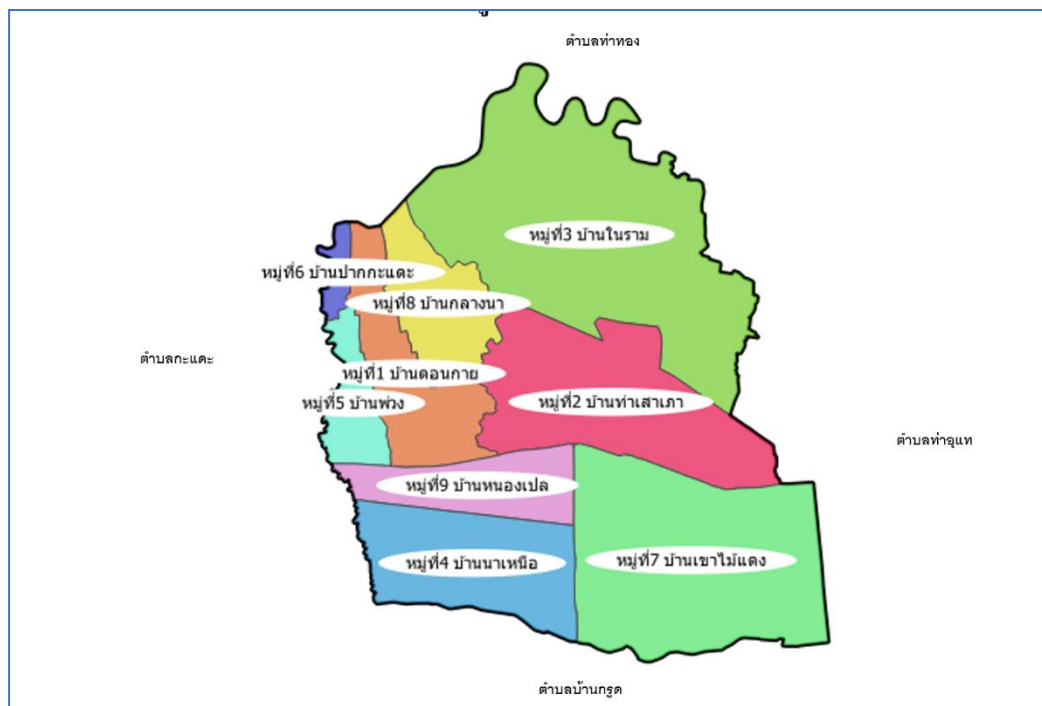 ตำบลท่าทอง
หมู่ที่3 บ้านในราม
หมู่ที่6 บ้านปากกะแดะ
หมู่ที่8 บ้านกลางนา
ตำบลกะแดะ
หมู่ที่1 บ้านดอนกาย
หมู่ที่5 บ้านพ่วง
หมู่ที่2 บ้านท่าเสาเภา
ตำบลท่าอุแท
หมู่ที่9 บ้านหนองเปล
หมู่ที่4 บ้านนาเหนือ
หมู่ที่7 บ้านเขาไม้แดง
ตำบลบ้านกรูด